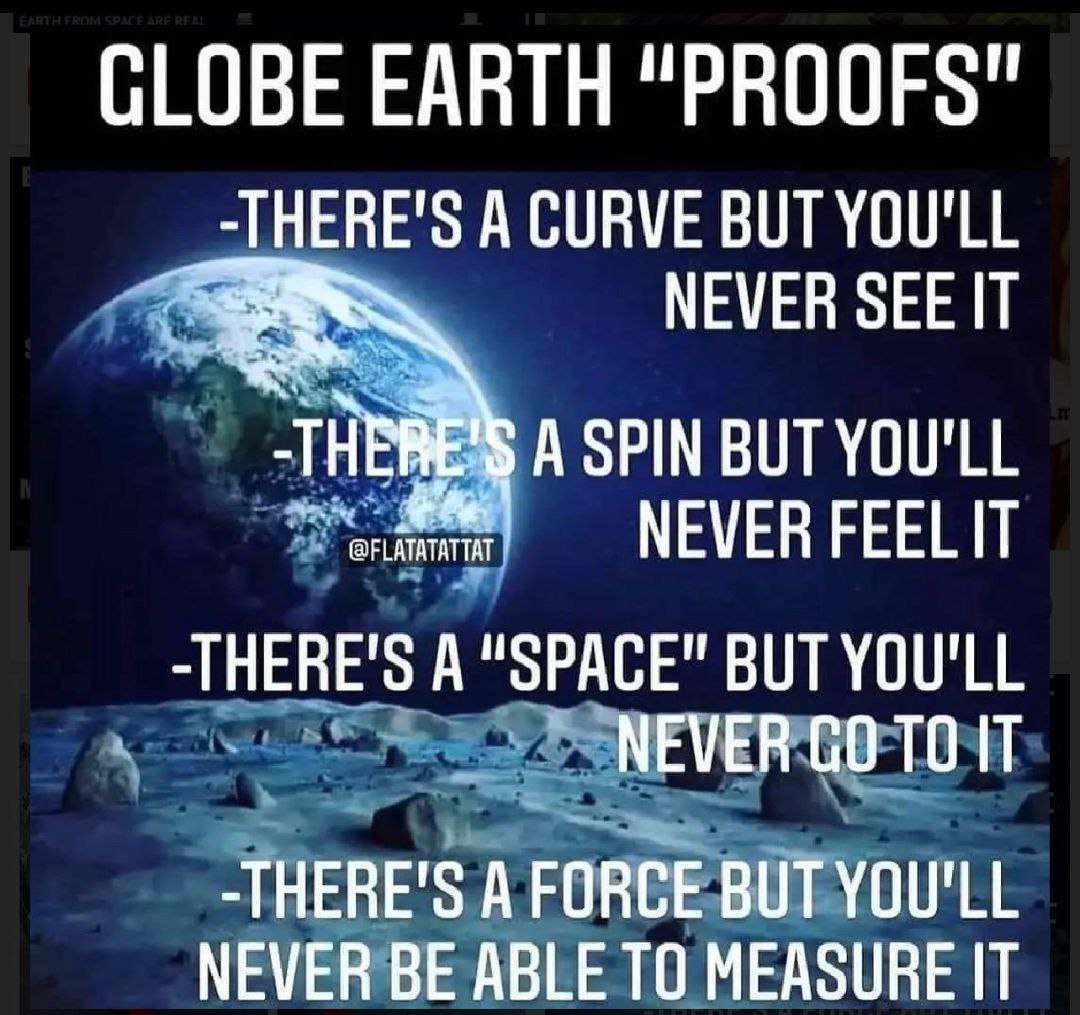 EARTH FROM SPACE ARE REAL
GLOBE EARTH "PROOFS"
-THERE'S A CURVE BUT YOU'LL
NEVER SEE IT
-THERE'S A SPIN BUT YOU'LL
NEVER FEEL IT
@FLATATATTAT
-THERE'S A "SPACE" BUT YOU'LL
NEVER GO TO IT
-THERE'S A FORCE BUT YOU'LL
NEVER BE ABLE TO MEASURE IT